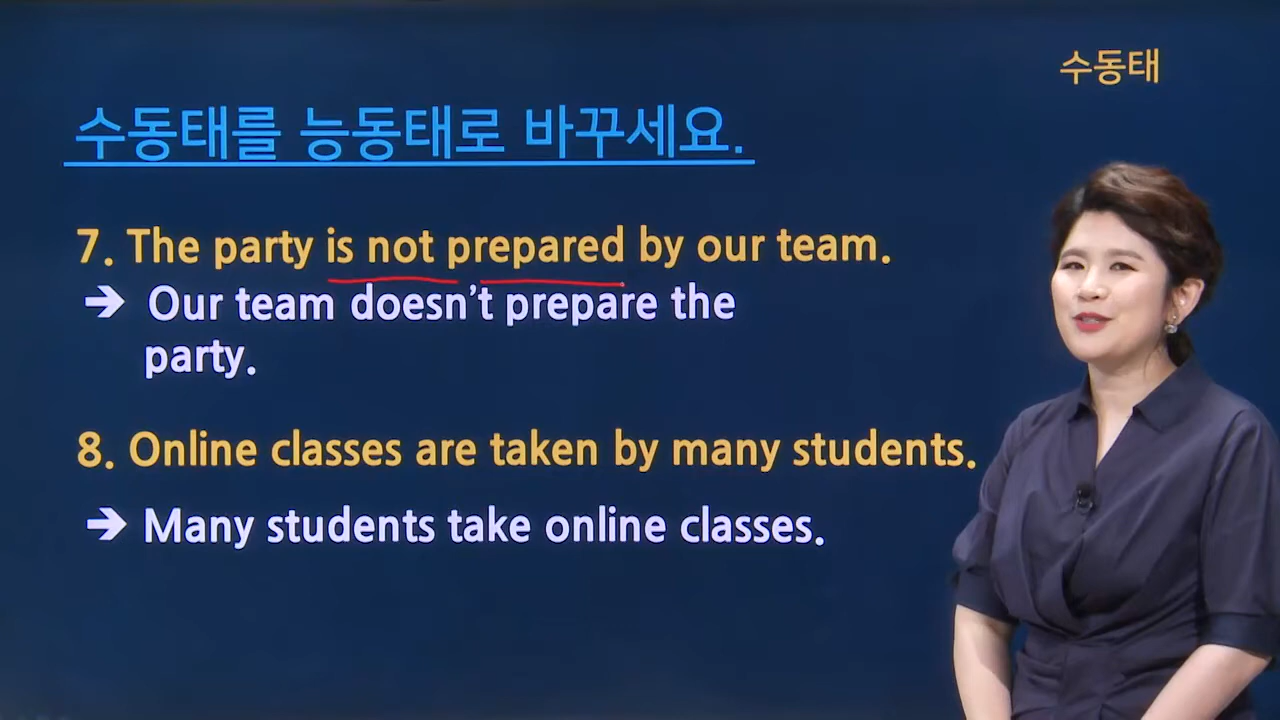 수동태
수동태를 능동태로 바꾸세요.
7. The party is not prepared by our team.
➔ Our team doesn’t prepare the
party.
8. Online classes are taken by many students.
➔ Many students take online classes.